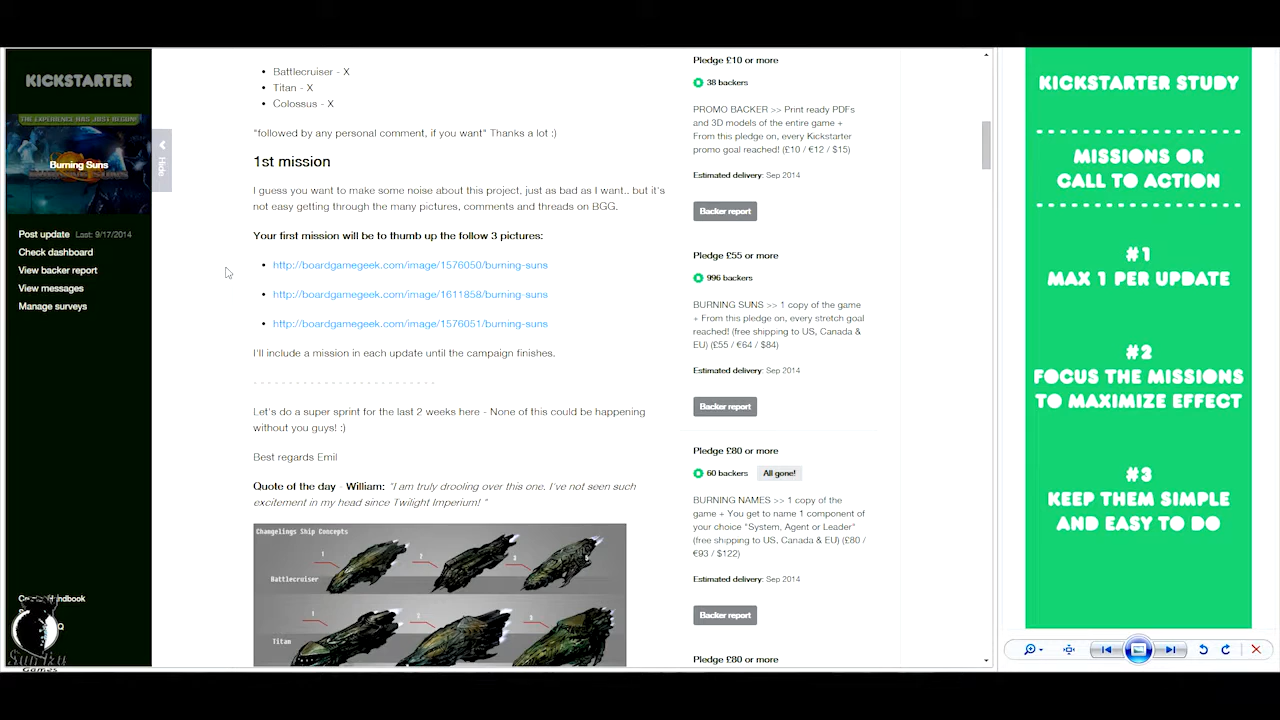 KICKSTARTER
THE EXPERIENCE HAS JUST BEGUN!
Burning Suns
Hide
Post update Last: 9/17/2014
Check dashboard
View backer report
View messages
Manage surveys
Games
• Battlecruiser - X
• Titan - X
• Colossus - X
"followed by any personal comment, if you want" Thanks a lot :)
1st mission
I guess you want to make some noise about this project, just as bad as I want.. but it's
not easy getting through the many pictures, comments and threads on BGG.
Your first mission will be to thumb up the follow 3 pictures:
• http://boardgamegeek.com/image/1576050/burning-suns
• http://boardgamegeek.com/image/1611858/burning-suns
• http://boardgamegeek.com/image/1576051/burning-suns
I'll include a mission in each update until the campaign finishes.
- - - - - - - - - - - - - - - - - - - - - - - - - -
Let's do a super sprint for the last 2 weeks here - None of this could be happening
without you guys! :)
Best regards Emil
Quote of the day - William: "I am truly drooling over this one. I've not seen such
excitement in my head since Twilight Imperium! "
Changelings Ship Concepts
1 2 3
Battlecruiser
1 2 3
Titan
Pledge £10 or more
38 backers
PROMO BACKER >> Print ready PDFs
and 3D models of the entire game +
From this pledge on, every Kickstarter
promo goal reached! (£10 / €12 / $15)
Estimated delivery: Sep 2014
Backer report
Pledge £55 or more
996 backers
BURNING SUNS >> 1 copy of the game
+ From this pledge on, every stretch goal
reached! (free shipping to US, Canada &
EU) (£55 / €64 / $84)
Estimated delivery: Sep 2014
Backer report
Pledge £80 or more
60 backers All gone!
BURNING NAMES >> 1 copy of the
game + You get to name 1 component of
your choice "System, Agent or Leader"
(free shipping to US, Canada & EU) (£80 /
€93 / $122)
Estimated delivery: Sep 2014
Backer report
Pledge £80 or more
KICKSTARTER STUDY
MISSIONS OR
CALL TO ACTION
#1
MAX 1 PER UPDATE
#2
FOCUS THE MISSIONS
TO MAXIMIZE EFFECT
#3
KEEP THEM SIMPLE
AND EASY TO DO